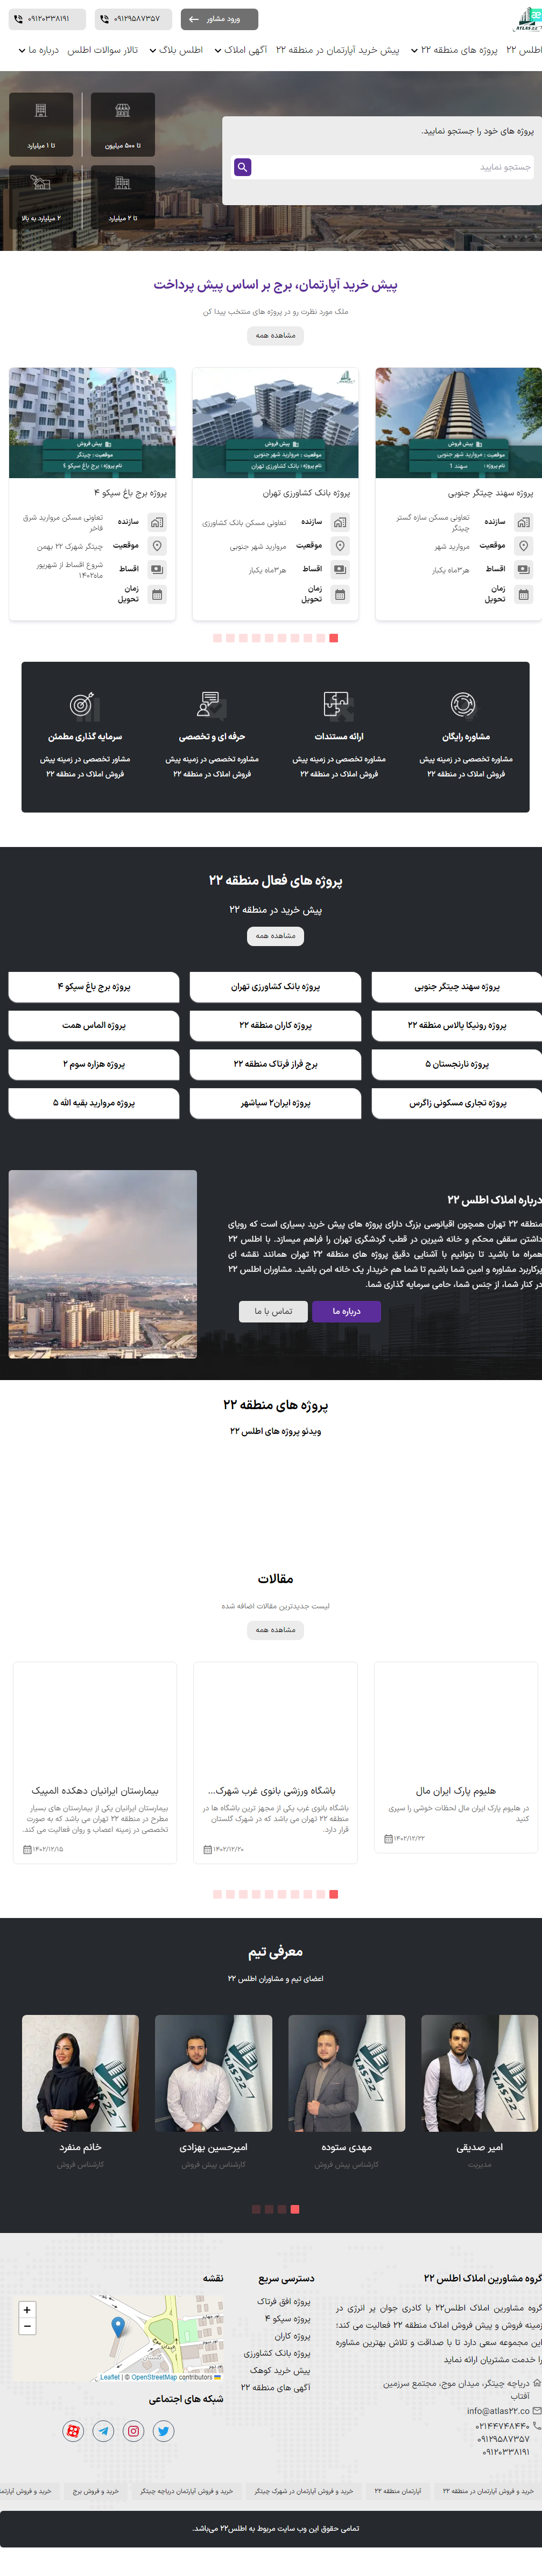 ورود مشاور
۰۹۱۲۹۵۸۷۳۵۷
۰۹۱۲۰۳۳۸۱۹۱
اطلس ۲۲
پروژه های منطقه ۲۲
پیش خرید آپارتمان در منطقه ۲۲
آگهی املاک
اطلس بلاگ
تالار سوالات اطلس
درباره ما
پروژه های خود را جستجو نمایید.
جستجو نمایید
تا ۵۰۰ میلیون
تا ۱ میلیارد
تا ۲ میلیارد
۲ میلیارد به بالا
پیش خرید آپارتمان، برج بر اساس پیش پرداخت
ملک مورد نظرت رو در پروژه های منتخب پیدا کن
مشاهده همه
پیش فروش
موقعیت : مروارید شهر جنوبی
نام پروژه : سهند 1
پروژه سهند چیتگر جنوبی
سازنده
تعاونی مسکن سازه گستر چیتگر
موقعیت
مروارید شهر
اقساط
هر۳ماه یکبار
زمان تحویل
پیش فروش
موقعیت : مروارید شهر جنوبی
نام پروژه : بانک کشاورزی تهران
پروژه بانک کشاورزی تهران
سازنده
تعاونی مسکن بانک کشاورزی
موقعیت
مروارید شهر جنوبی
اقساط
هر۳ماه یکبار
زمان تحویل
پیش فروش
موقعیت : چیتگر
نام پروژه : برج باغ سیکو ٤
پروژه برج باغ سیکو ۴
سازنده
تعاونی مسکن مروارید شرق فاخر
موقعیت
چیتگر شهرک ۲۲ بهمن
اقساط
شروع اقساط از شهریور ماه۱۴۰۲
زمان تحویل
مشاوره رایگان
مشاوره تخصصی در زمینه پیش
فروش املاک در منطقه ۲۲
ارائه مستندات
مشاوره تخصصی در زمینه پیش
فروش املاک در منطقه ۲۲
حرفه ای و تخصصی
مشاوره تخصصی در زمینه پیش
فروش املاک در منطقه ۲۲
سرمایه گذاری مطمئن
مشاور تخصصی در زمینه پیش
فروش املاک در منطقه ۲۲
پروژه های فعال منطقه ۲۲
پیش خرید در منطقه ۲۲
مشاهده همه
پروژه سهند چیتگر جنوبی
پروژه بانک کشاورزی تهران
پروژه برج باغ سیکو ۴
پروژه رونیکا پالاس منطقه ۲۲
پروژه کاران منطقه ۲۲
پروژه الماس همت
پروژه نارنجستان ۵
برج فراز فرتاک منطقه ۲۲
پروژه هزاره سوم ۲
پروژه تجاری مسکونی زاگرس
پروژه ایران۲ سپاشهر
پروژه مروارید بقیه الله ۵
درباره املاک اطلس ۲۲
منطقه ۲۲ تهران همچون اقیانوسی بزرگ دارای پروژه های پیش خرید بسیاری است که رویای
داشتن سقفی محکم و خانه شیرین در قطب گردشگری تهران را فراهم میسازد. با اطلس ۲۲
همراه ما باشید تا بتوانیم با آشنایی دقیق پروژه های منطقه ۲۲ تهران همانند نقشه ای
پرکاربرد مشاوره و امین شما باشیم تا شما هم خریدار یک خانه امن باشید. مشاوران اطلس ۲۲
در کنار شما، از جنس شما، حامی سرمایه گذاری شما.
درباره ما
تماس با ما
پروژه های منطقه ۲۲
ویدئو پروژه های اطلس ۲۲
مقالات
لیست جدیدترین مقالات اضافه شده
مشاهده همه
هلیوم پارک ایران مال
در هلیوم پارک ایران مال لحظات خوشی را سپری
کنید
۱۴۰۲/۱۲/۲۲
باشگاه ورزشی بانوی غرب شهرک...
باشگاه بانوی غرب یکی از مجهز ترین باشگاه ها در
منطقه ۲۲ تهران می باشد که در شهرک گلستان
قرار دارد.
۱۴۰۲/۱۲/۲۰
بیمارستان ایرانیان دهکده المپیک
بیمارستان ایرانیان یکی از بیمارستان های بسیار
مطرح در منطقه ۲۲ تهران می باشد که به صورت
تخصصی در زمینه اعصاب و روان فعالیت می کند.
۱۴۰۲/۱۲/۱۵
معرفی تیم
اعضای تیم و مشاوران اطلس ۲۲
امیر صدیقی
مدیریت
مهدی ستوده
کارشناس پیش فروش
امیرحسین بهزادی
کارشناس پیش فروش
خانم منفرد
کارشناس فروش
گروه مشاورین املاک اطلس ۲۲
گروه مشاورین املاک اطلس۲۲ با کادری جوان پر انرژی در
زمینه فروش و پیش فروش املاک منطقه ۲۲ فعالیت می کند؛
این مجموعه سعی دارد تا با صداقت و تلاش بهترین مشاوره
را خدمت مشتریان ارائه نماید
دریاچه چیتگر، میدان موج، مجتمع سرزمین
آفتاب
info@atlas۲۲.co
۰۲۱۴۴۷۴۸۴۴۰
۰۹۱۲۹۵۸۷۳۵۷
۰۹۱۲۰۳۳۸۱۹۱
دسترسی سریع
پروژه افق فرتاک
پروژه سیکو ۴
پروژه کاران
پروژه بانک کشاورزی
پیش خرید کوهک
آگهی های منطقه ۲۲
نقشه
+
−
Leaflet | © OpenStreetMap contributors
شبکه های اجتماعی
خرید و فروش آپارتمان در منطقه ۲۲
آپارتمان منطقه ۲۲
خرید و فروش آپارتمان در شهرک چیتگر
خرید و فروش آپارتمان دریاچه چیتگر
خرید و فروش برج
خرید و فروش آپارتما
تمامی حقوق این وب سایت مربوط به اطلس۲۲ می‌باشد.